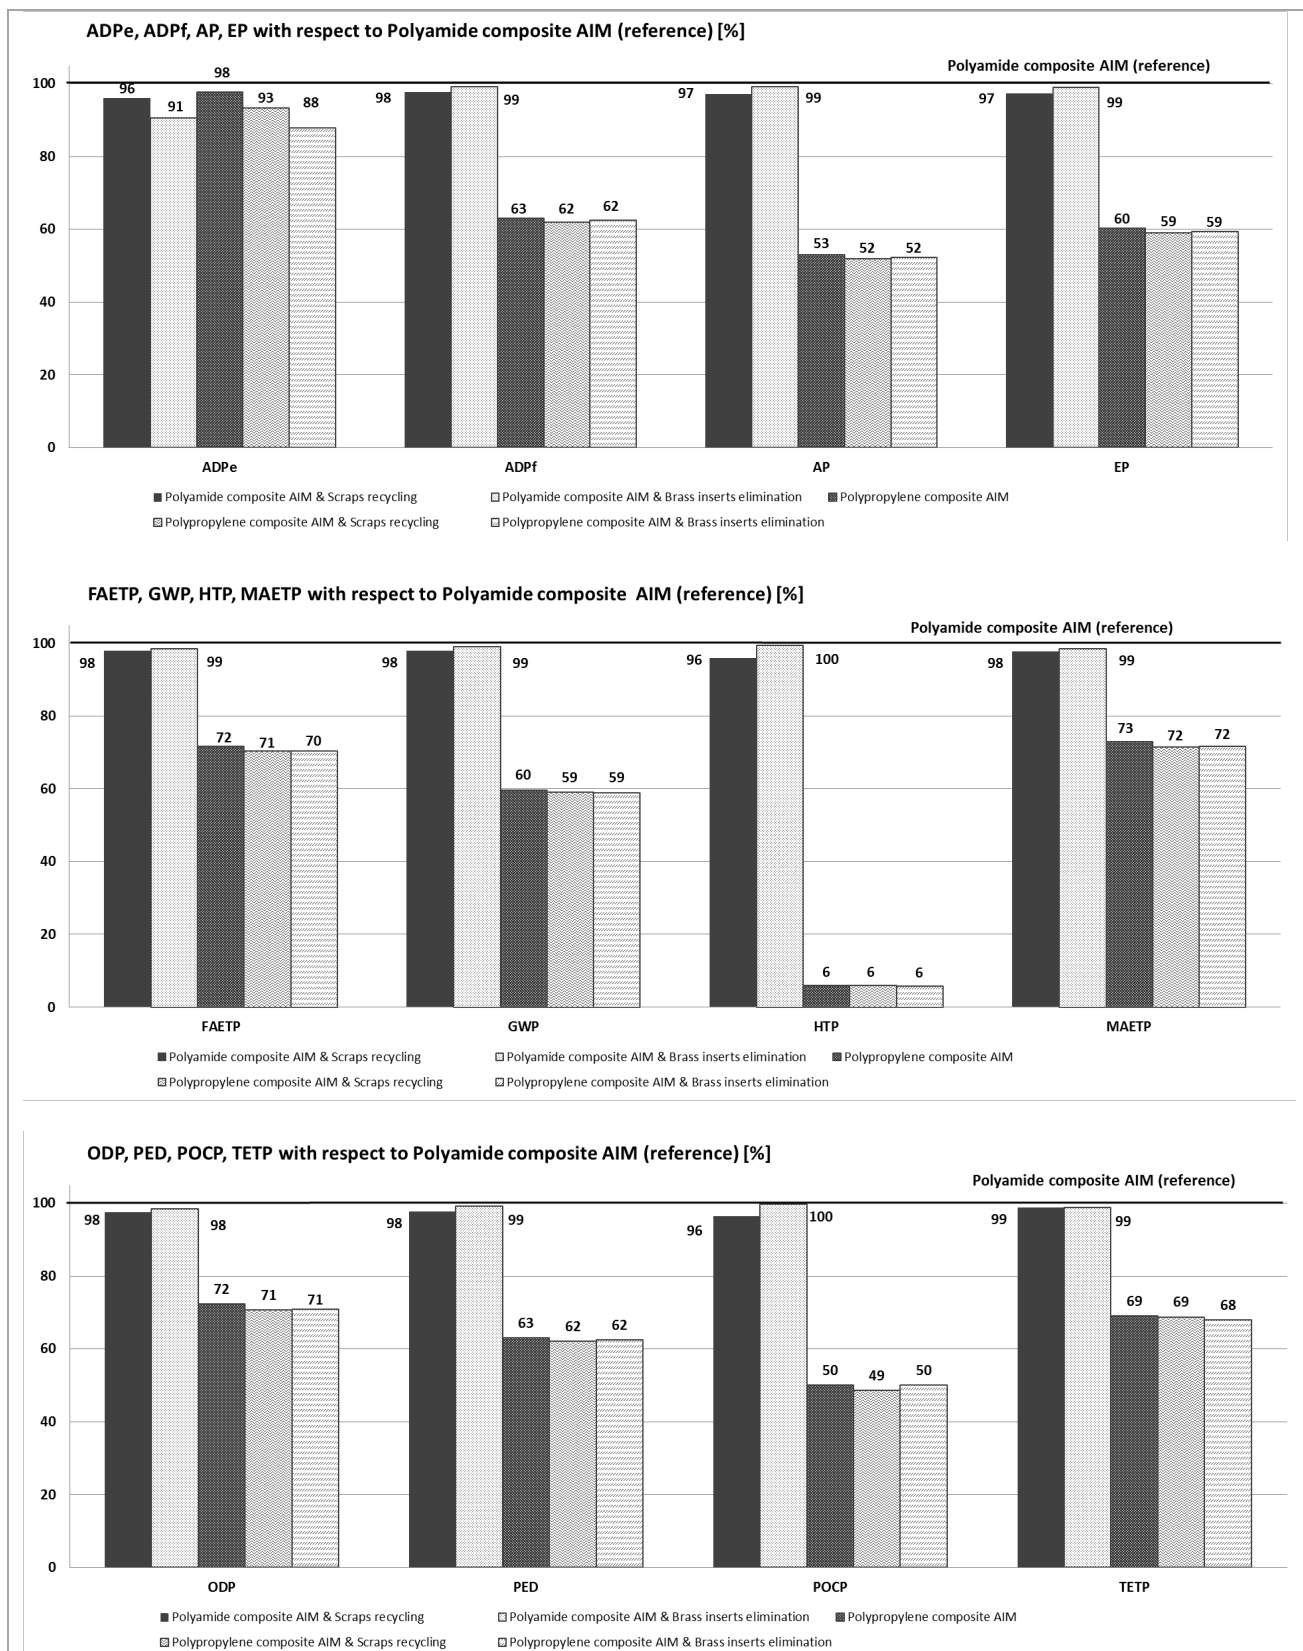 ADPe, ADPf, AP, EP with respect to Polyamide composite AIM (reference) [%]
Polyamide composite AIM (reference)
100
80
60
40
20
0
96
91
98
93
88
98
99
63
62
62
97
99
53
52
52
97
99
60
59
59
ADPe
ADPf
AP
EP
Polyamide composite AIM & Scraps recycling
Polyamide composite AIM & Brass inserts elimination
Polypropylene composite AIM
Polypropylene composite AIM & Scraps recycling
Polypropylene composite AIM & Brass inserts elimination
FAETP, GWP, HTP, MAETP with respect to Polyamide composite AIM (reference) [%]
Polyamide composite AIM (reference)
100
80
60
40
20
0
98
99
72
71
70
98
99
60
59
59
96
100
6
6
6
98
99
73
72
72
FAETP
GWP
HTP
MAETP
Polyamide composite AIM & Scraps recycling
Polyamide composite AIM & Brass inserts elimination
Polypropylene composite AIM
Polypropylene composite AIM & Scraps recycling
Polypropylene composite AIM & Brass inserts elimination
ODP, PED, POCP, TETP with respect to Polyamide composite AIM (reference) [%]
Polyamide composite AIM (reference)
100
80
60
40
20
0
98
98
72
71
71
98
99
63
62
62
96
100
50
49
50
99
99
69
69
68
ODP
PED
POCP
TETP
Polyamide composite AIM & Scraps recycling
Polyamide composite AIM & Brass inserts elimination
Polypropylene composite AIM
Polypropylene composite AIM & Scraps recycling
Polypropylene composite AIM & Brass inserts elimination